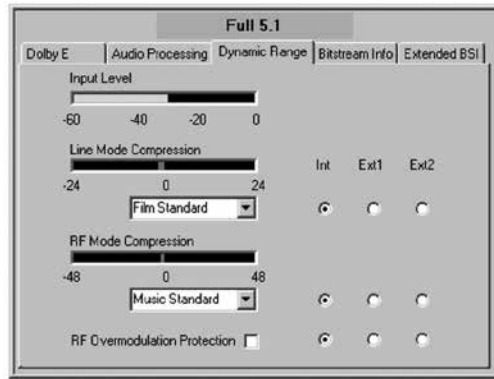 Full 5.1
Dolby E Audio Processing Dynamic Range Bitstream Info Extended BSI
Input Level
-60 -40 -20 0
Line Mode Compression
Int Ext1 Ext2
-24 0 24
Film Standard
RF Mode Compression
-48 0 48
Music Standard
RF Overmodulation Protection